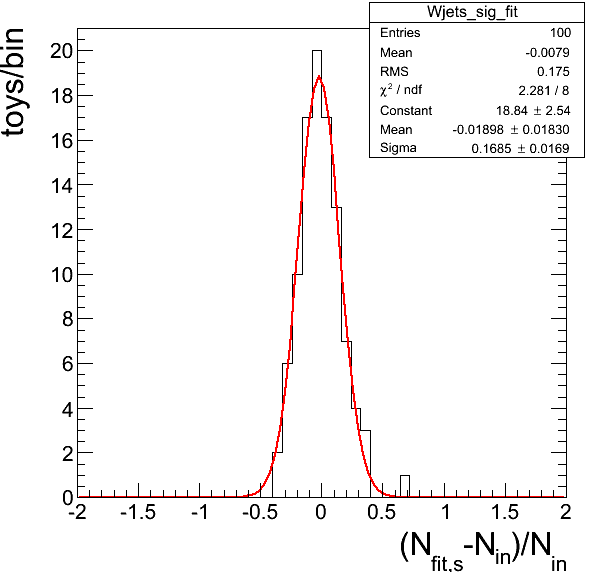 Wjets_sig_fit
Entries 100
Mean -0.0079
RMS 0.175
χ² / ndf 2.281 / 8
Constant 18.84 ± 2.54
Mean -0.01898 ± 0.01830
Sigma 0.1685 ± 0.0169
toys/bin
20
18
16
14
12
10
8
6
4
2
0
-2 -1.5 -1 -0.5 0 0.5 1 1.5 2
(N_fit,s-N_in)/N_in